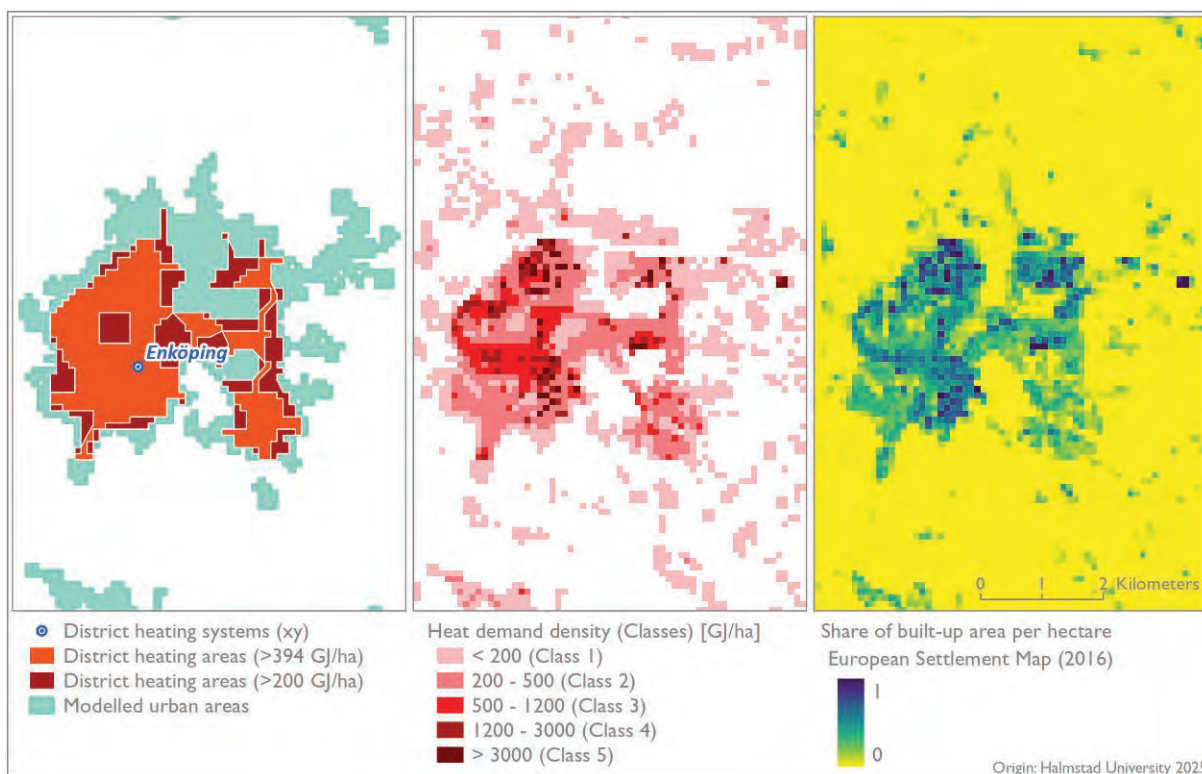 Enköping
0 1 2 Kilometers
District heating systems (xy)
District heating areas (>394 GJ/ha)
District heating areas (>200 GJ/ha)
Modelled urban areas
Heat demand density (Classes) [GJ/ha]
< 200 (Class 1)
200 - 500 (Class 2)
500 - 1200 (Class 3)
1200 - 3000 (Class 4)
> 3000 (Class 5)
Share of built-up area per hectare
European Settlement Map (2016)
1
0
Origin: Halmstad University